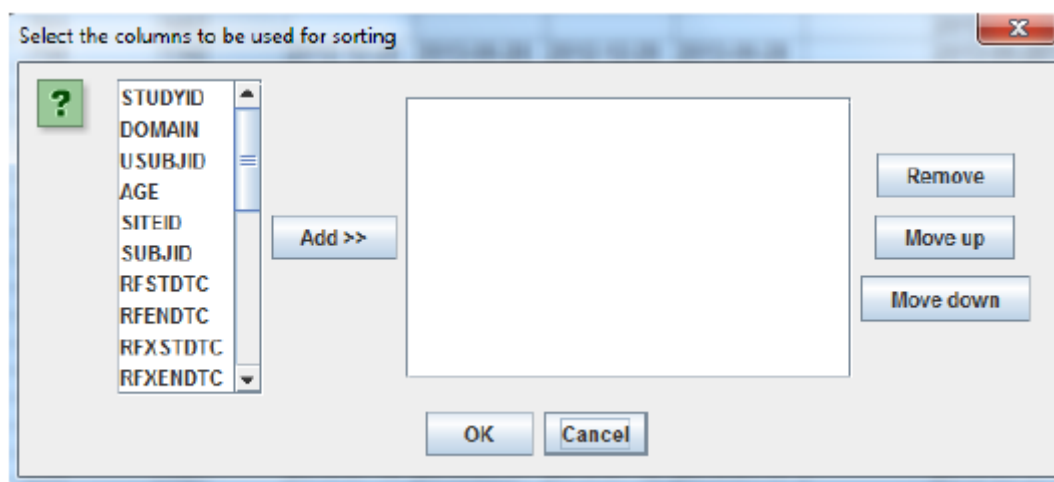 Select the columns to be used for sorting
?
STUDYID
DOMAIN
USUBJID
AGE
SITEID
SUBJID
RFSTDTC
RFENDTC
RFXSTDTC
RFXENDTC
Add >>
Remove
Move up
Move down
OK
Cancel